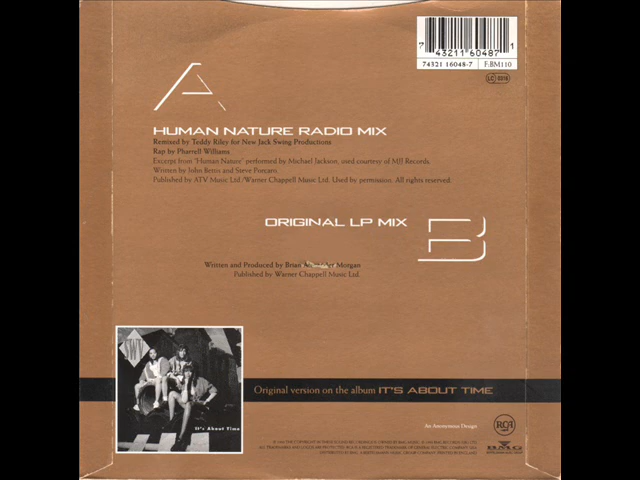 7 43211 60487 1
74321 16048-7 F:BM110
LC 0316
A
HUMAN NATURE RADIO MIX
Remixed by Teddy Riley for New Jack Swing Productions
Rap by Pharrell Williams
Excerpt from "Human Nature" performed by Michael Jackson, used courtesy of MJJ Records.
Written by John Bettis and Steve Porcaro.
Published by ATV Music Ltd /Warner Chappell Music Ltd. Used by permission. All rights reserved.
ORIGINAL LP MIX
B
Written and Produced by Brian Morgan
Published by Warner Chappell Music Ltd.
SWV
It's About Time
Original version on the album IT'S ABOUT TIME
An Anonymous Design
RCA
BMG